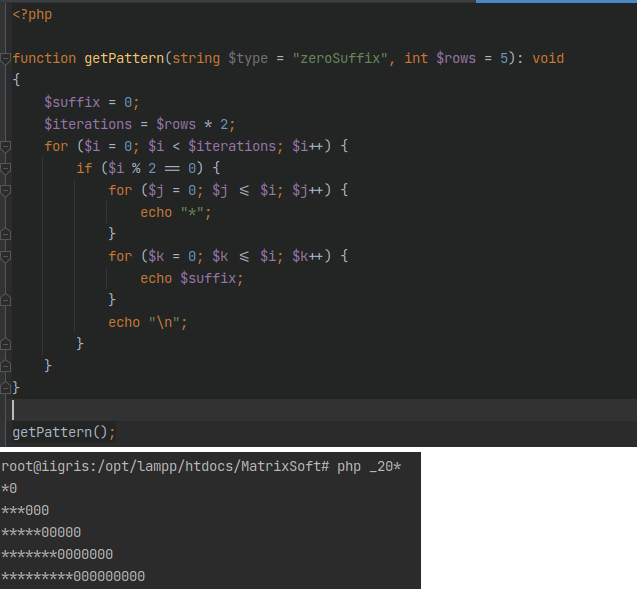 <?php
function getPattern(string $type = "zeroSuffix", int $rows = 5): void
{
    $suffix = 0;
    $iterations = $rows * 2;
    for ($i = 0; $i < $iterations; $i++) {
        if ($i % 2 == 0) {
            for ($j = 0; $j <= $i; $j++) {
                echo "*";
            }
            for ($k = 0; $k <= $i; $k++) {
                echo $suffix;
            }
            echo "\n";
        }
    }
}
getPattern();
root@iigris:/opt/lampp/htdocs/MatrixSoft# php _20*
*0
***000
*****00000
*******0000000
*********000000000